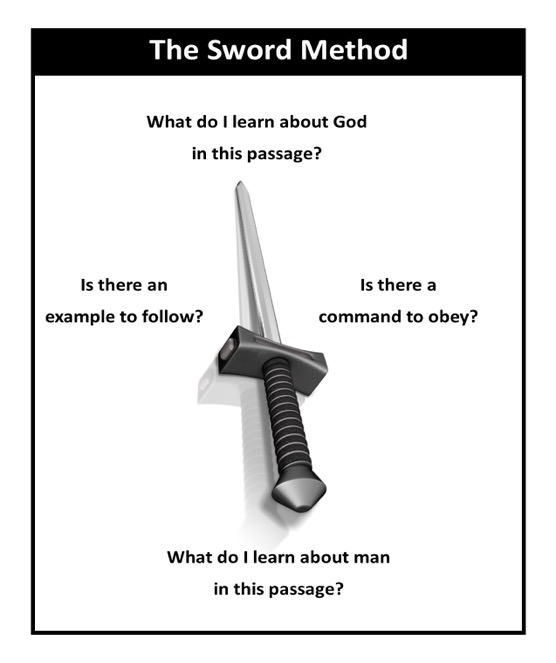 The Sword Method
What do I learn about God
in this passage?
Is there an
example to follow?
Is there a
command to obey?
What do I learn about man
in this passage?